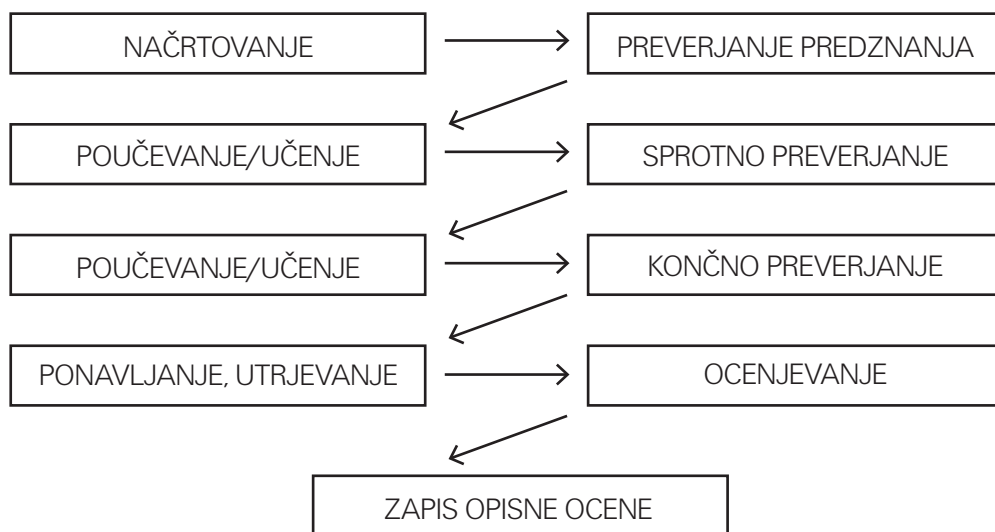 NAČRTOVANJE
PREVERJANJE PREDZNANJA
POUČEVANJE/UČENJE
SPROTNO PREVERJANJE
POUČEVANJE/UČENJE
KONČNO PREVERJANJE
PONAVLJANJE, UTRJEVANJE
OCENJEVANJE
ZAPIS OPISNE OCENE